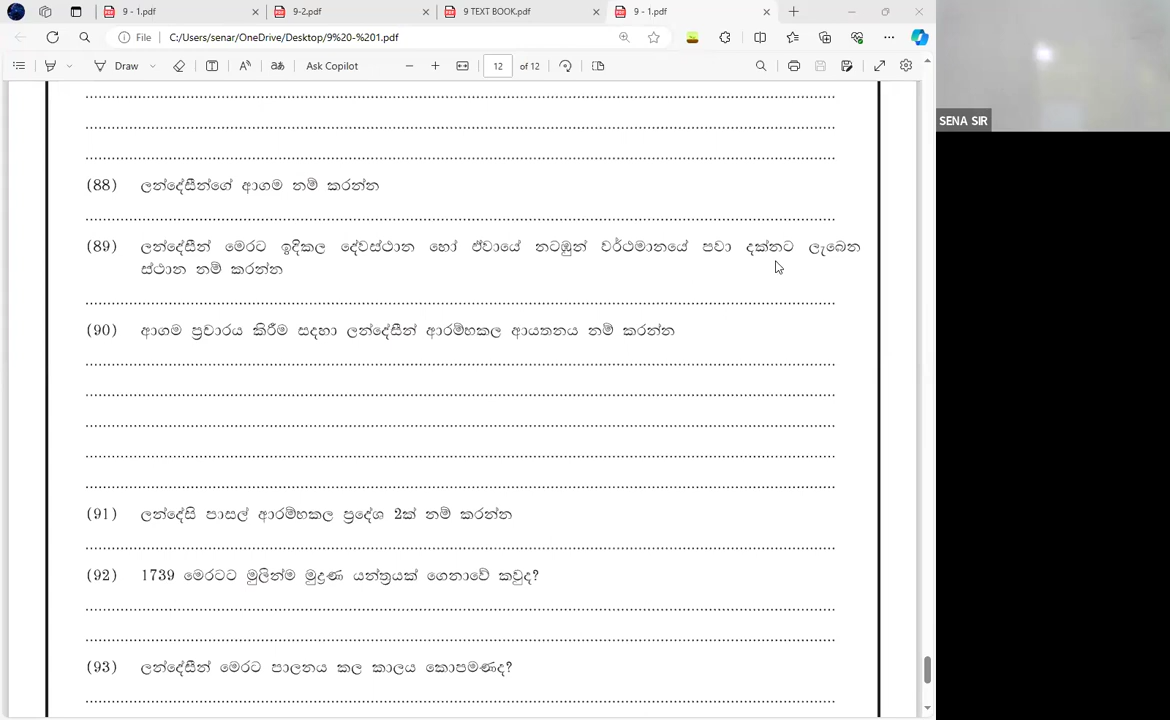 9 - 1.pdf
9-2.pdf
9 TEXT BOOK.pdf
9 - 1.pdf
File C:/Users/senar/OneDrive/Desktop/9%20-%201.pdf
Draw
Ask Copilot
12 of 12
SENA SIR
(88) ලන්දේසීන්ගේ ආගම නම් කරන්න
(89) ලන්දේසීන් මෙරට ඉදිකල දේවස්ථාන හෝ ඒවායේ නටඹුන් වර්ථමානයේ පවා දක්නට ලැබෙන
ස්ථාන නම් කරන්න
(90) ආගම ප්‍රචාරය කිරීම සදහා ලන්දේසීන් ආරම්භකල ආයතනය නම් කරන්න
(91) ලන්දේසි පාසල් ආරම්භකල ප්‍රදේශ 2ක් නම් කරන්න
(92) 1739 මෙරටට මුලින්ම මුද්‍රණ යන්ත්‍රයක් ගෙනාවේ කවුද?
(93) ලන්දේසීන් මෙරට පාලනය කල කාලය කොපමණද?